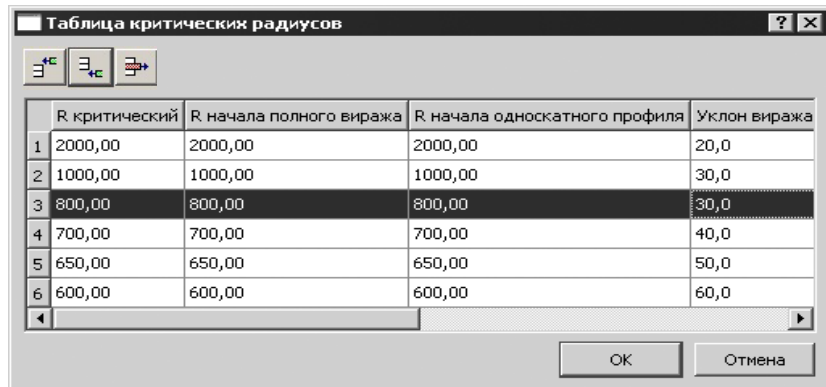 Таблица критических радиусов
R критический R начала полного виража R начала односкатного профиля Уклон виража
1 2000,00 2000,00 2000,00 20,0
2 1000,00 1000,00 1000,00 30,0
3 800,00 800,00 800,00 30,0
4 700,00 700,00 700,00 40,0
5 650,00 650,00 650,00 50,0
6 600,00 600,00 600,00 60,0
OK Отмена